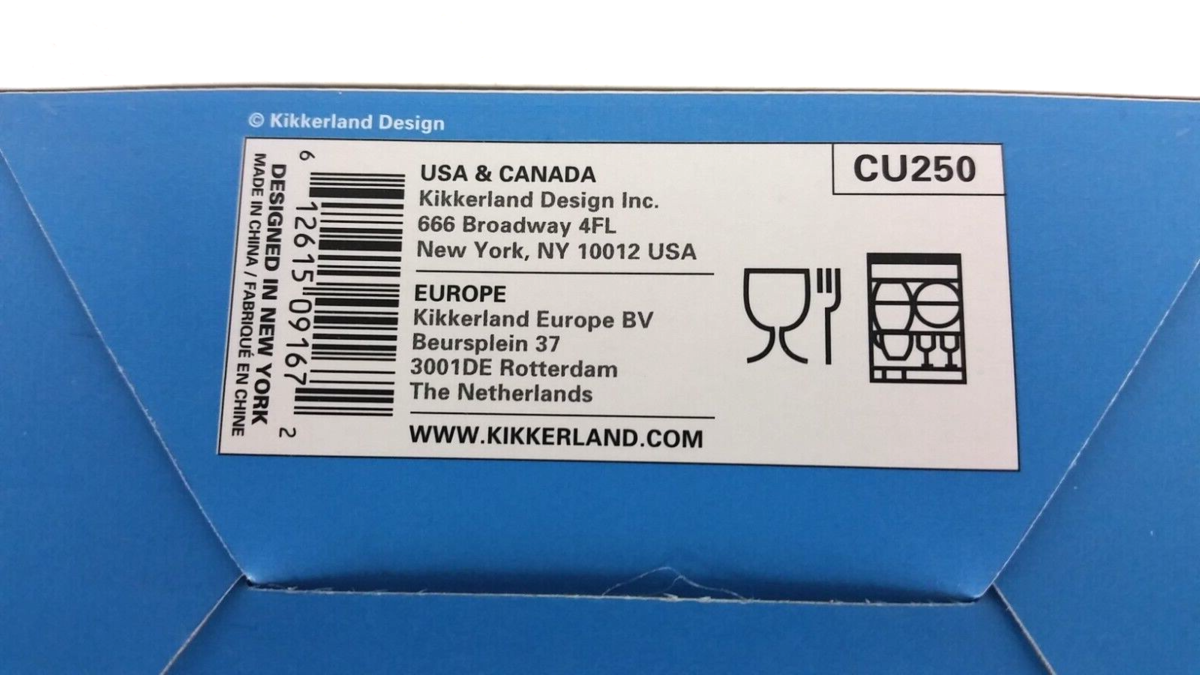 © Kikkerland Design
DESIGNED IN NEW YORK
MADE IN CHINA / FABRIQUÉ EN CHINE
6 12615 09167 2
USA & CANADA
Kikkerland Design Inc.
666 Broadway 4FL
New York, NY 10012 USA
EUROPE
Kikkerland Europe BV
Beursplein 37
3001DE Rotterdam
The Netherlands
WWW.KIKKERLAND.COM
CU250